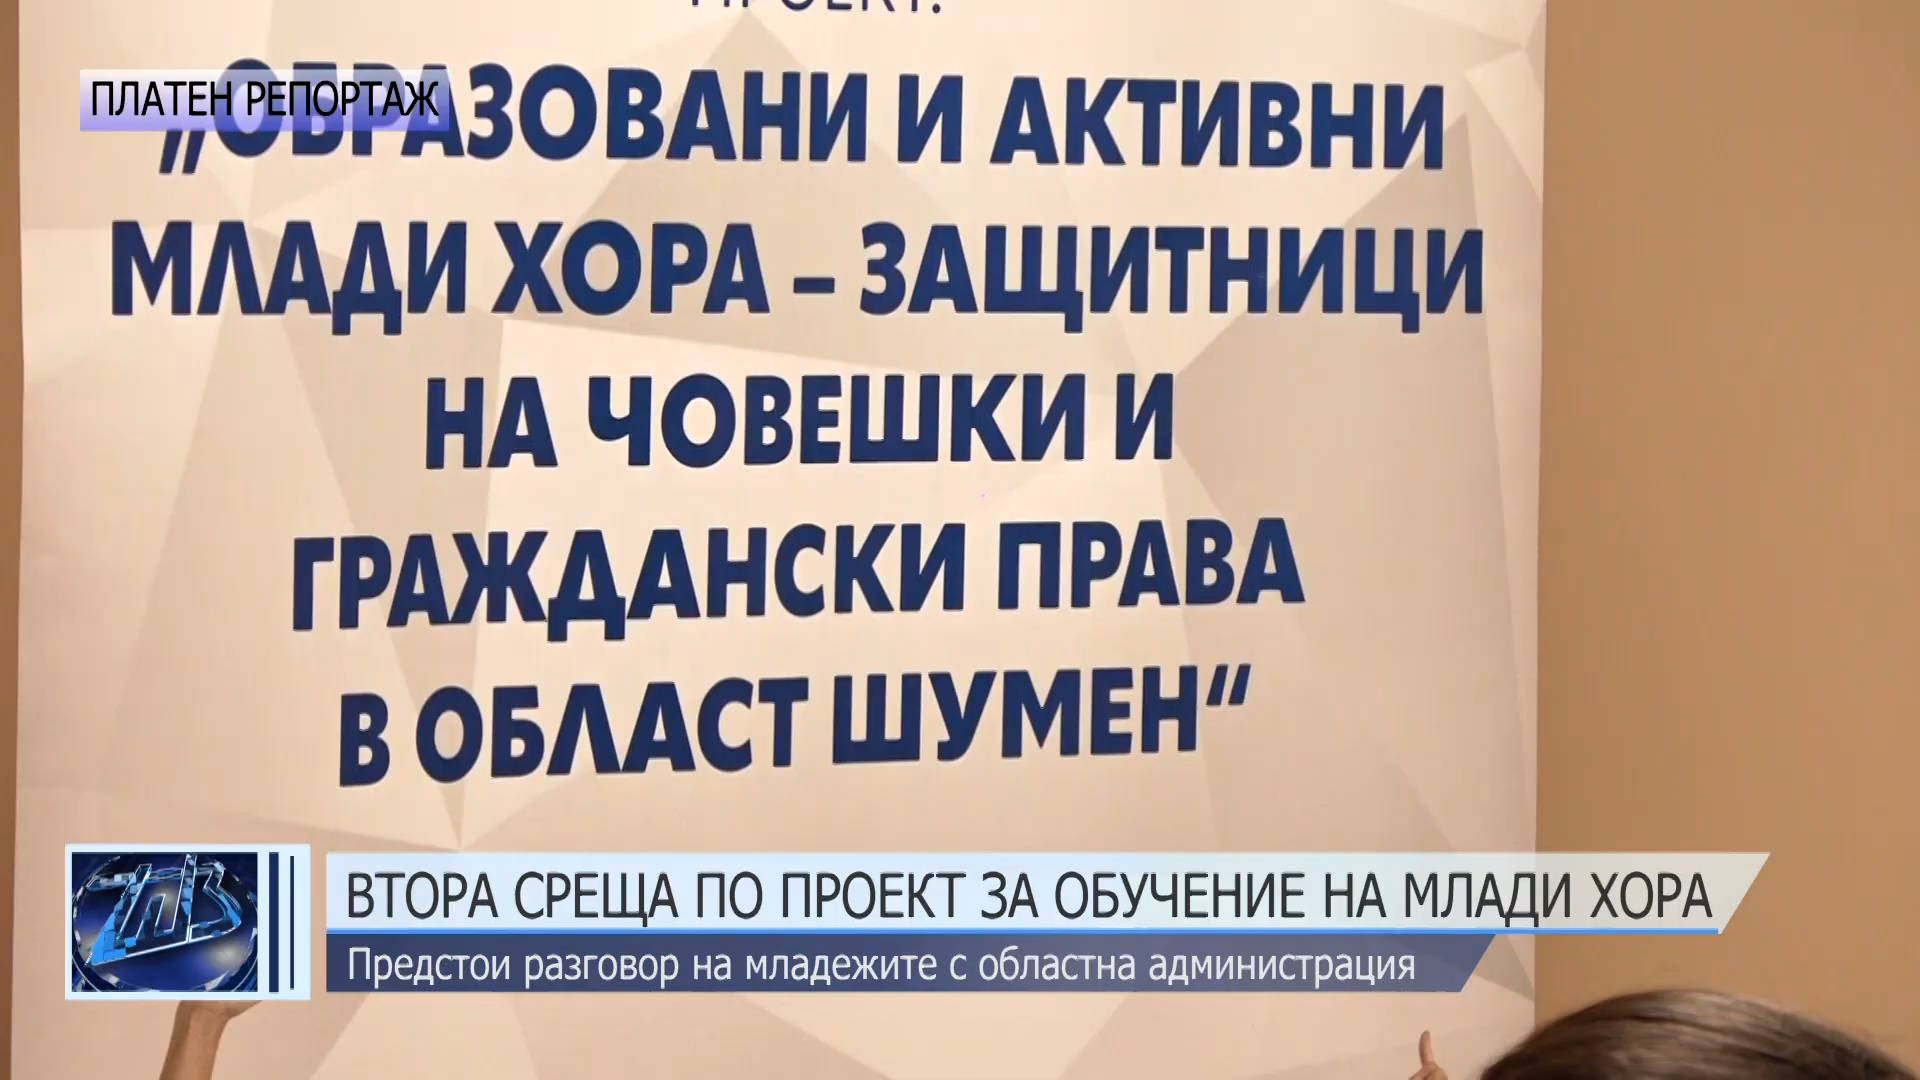 ПРОЕКТ:
ПЛАТЕН РЕПОРТАЖ
„ОБРАЗОВАНИ И АКТИВНИ
МЛАДИ ХОРА – ЗАЩИТНИЦИ
НА ЧОВЕШКИ И
ГРАЖДАНСКИ ПРАВА
В ОБЛАСТ ШУМЕН“
ВТОРА СРЕЩА ПО ПРОЕКТ ЗА ОБУЧЕНИЕ НА МЛАДИ ХОРА
Предстои разговор на младежите с областна администрация